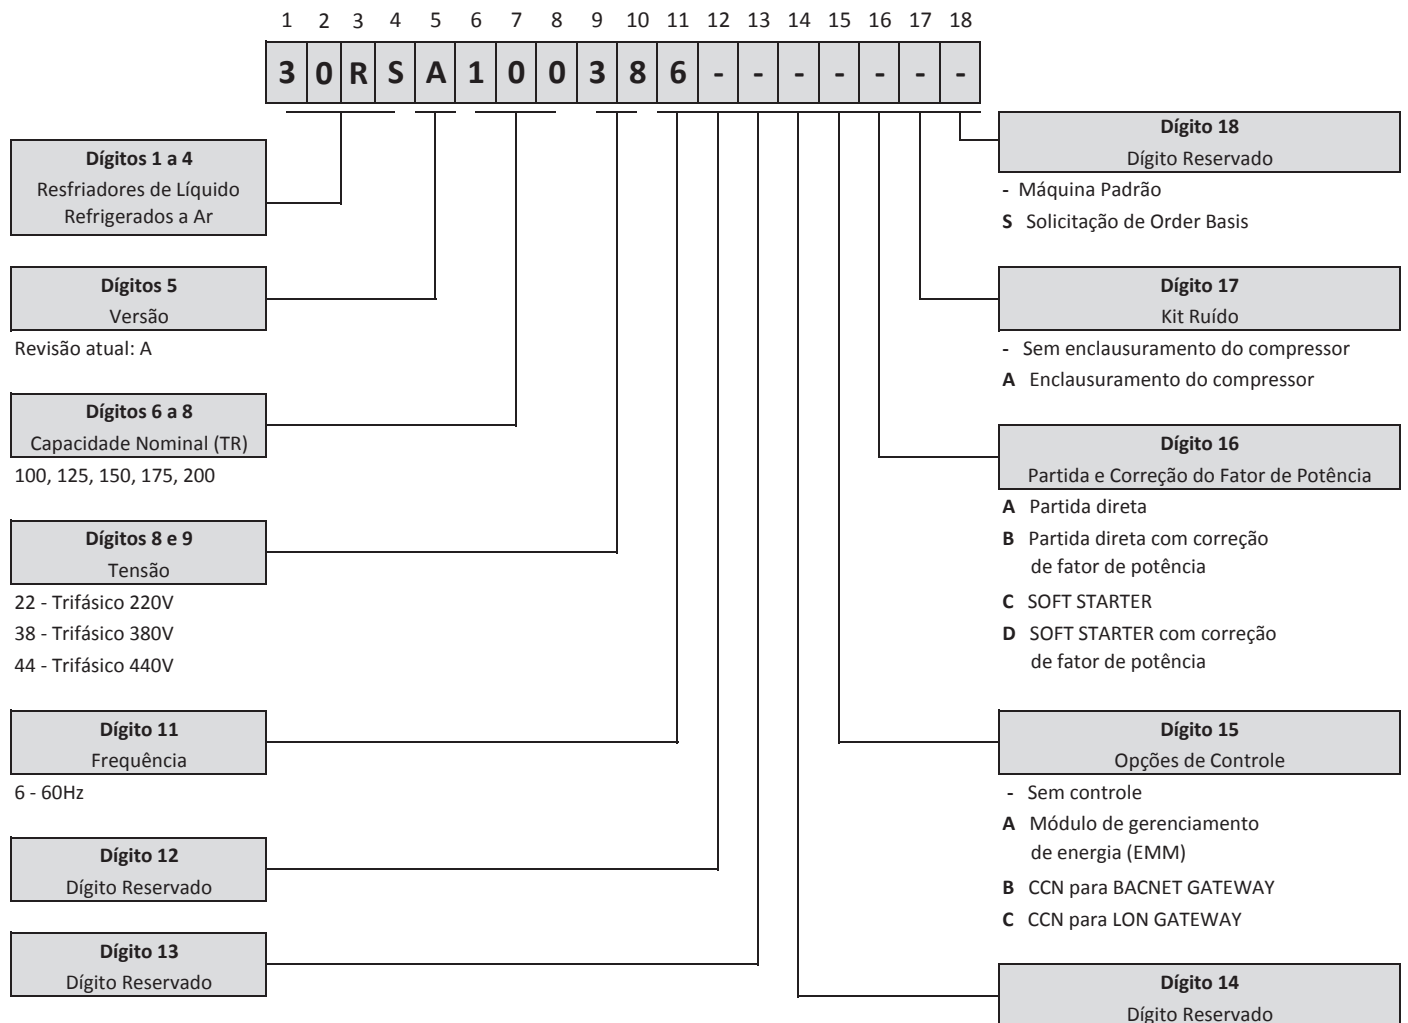 1 2 3 4 5 6 7 8 9 10 11 12 13 14 15 16 17 18
3 0 R S A 1 0 0 3 8 6 - - - - - - -
Dígitos 1 a 4
Resfriadores de Líquido
Refrigerados a Ar
Dígitos 5
Versão
Revisão atual: A
Dígitos 6 a 8
Capacidade Nominal (TR)
100, 125, 150, 175, 200
Dígitos 8 e 9
Tensão
22 - Trifásico 220V
38 - Trifásico 380V
44 - Trifásico 440V
Dígito 11
Frequência
6 - 60Hz
Dígito 12
Dígito Reservado
Dígito 13
Dígito Reservado
Dígito 18
Dígito Reservado
- Máquina Padrão
S Solicitação de Order Basis
Dígito 17
Kit Ruído
- Sem enclausuramento do compressor
A Enclausuramento do compressor
Dígito 16
Partida e Correção do Fator de Potência
A Partida direta
B Partida direta com correção
de fator de potência
C SOFT STARTER
D SOFT STARTER com correção
de fator de potência
Dígito 15
Opções de Controle
- Sem controle
A Módulo de gerenciamento
de energia (EMM)
B CCN para BACNET GATEWAY
C CCN para LON GATEWAY
Dígito 14
Dígito Reservado